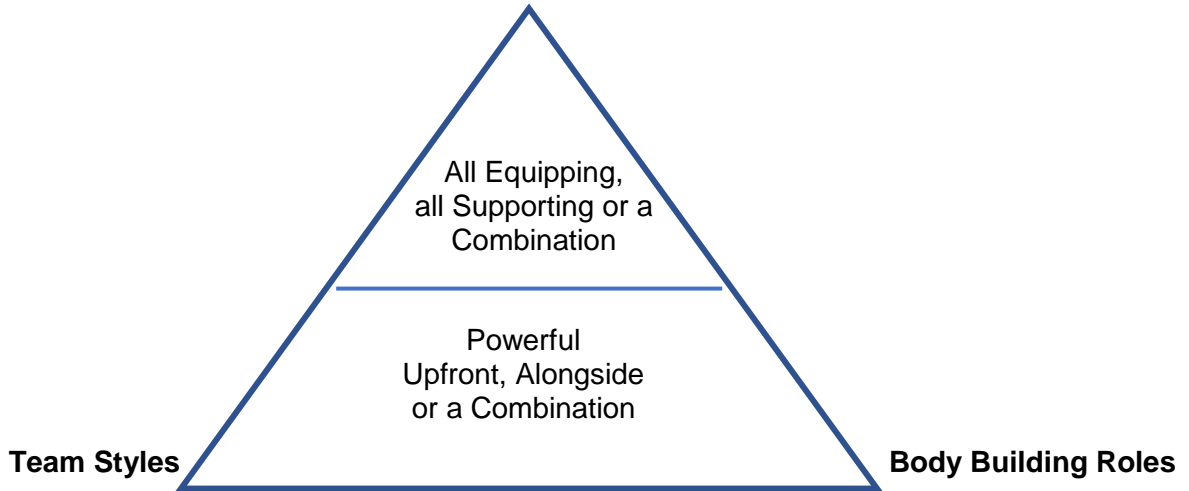 All Equipping,
all Supporting or a
Combination
Powerful
Upfront, Alongside
or a Combination
Team Styles
Body Building Roles